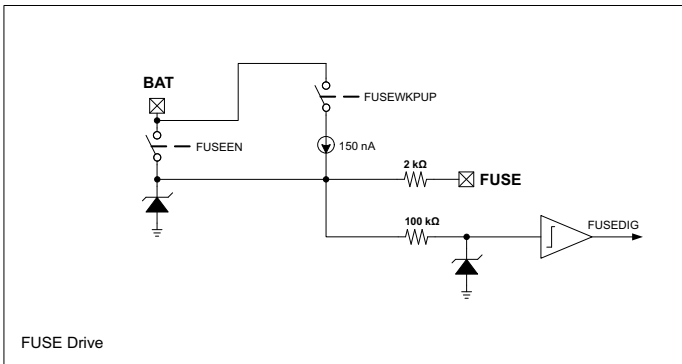 BAT
FUSEWKPUP
FUSEEN
150 nA
2 kΩ
FUSE
100 kΩ
FUSEDIG
FUSE Drive